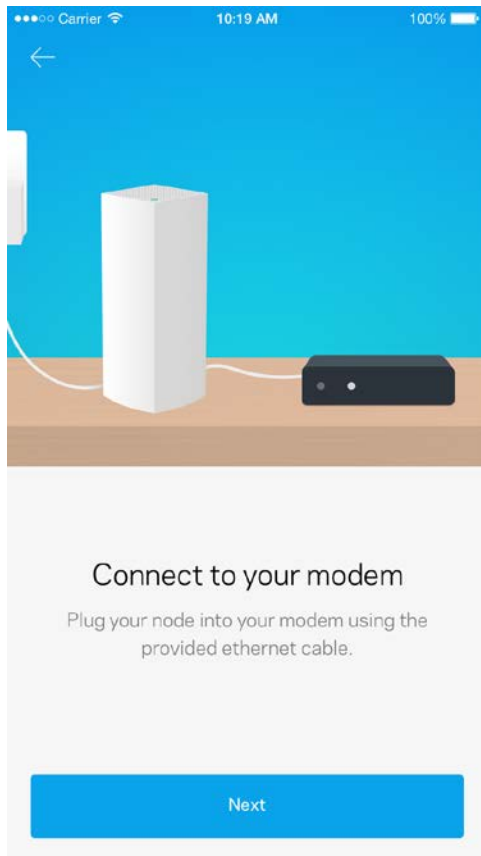 Carrier 10:19 AM 100%
Connect to your modem
Plug your node into your modem using the
provided ethernet cable.
Next